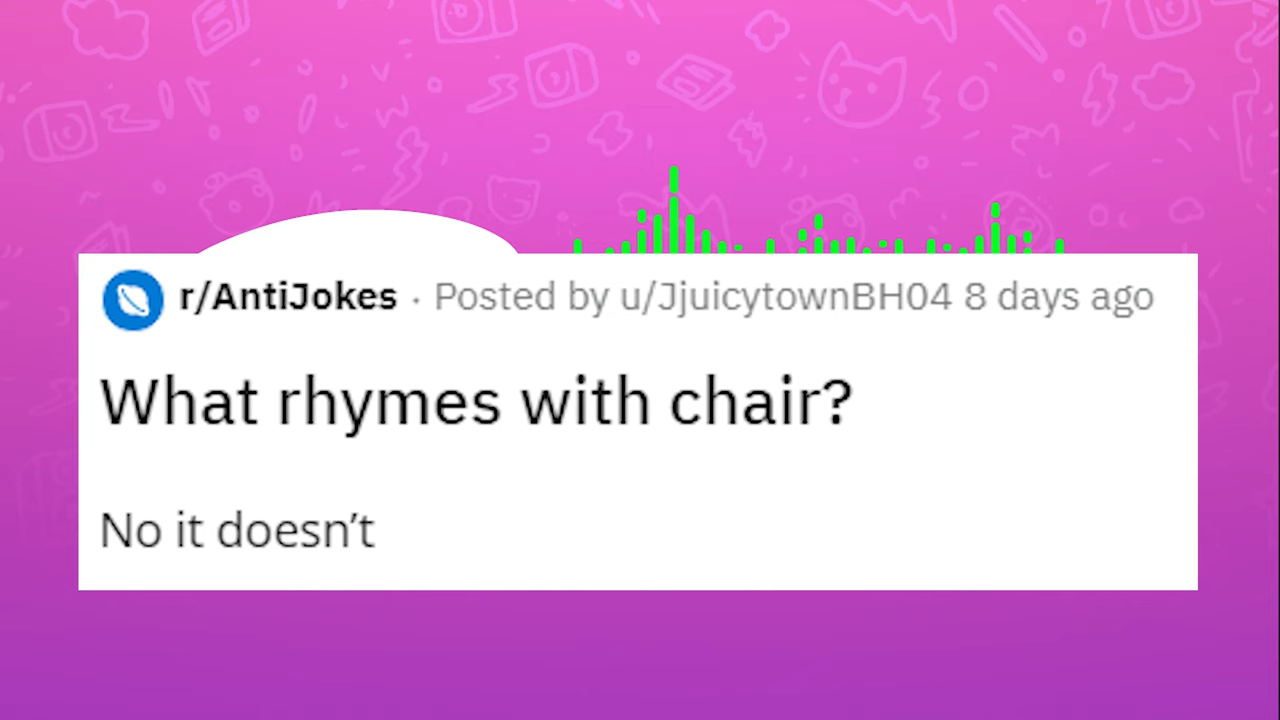 r/AntiJokes · Posted by u/JjuicytownBH04 8 days ago
What rhymes with chair?
No it doesn’t